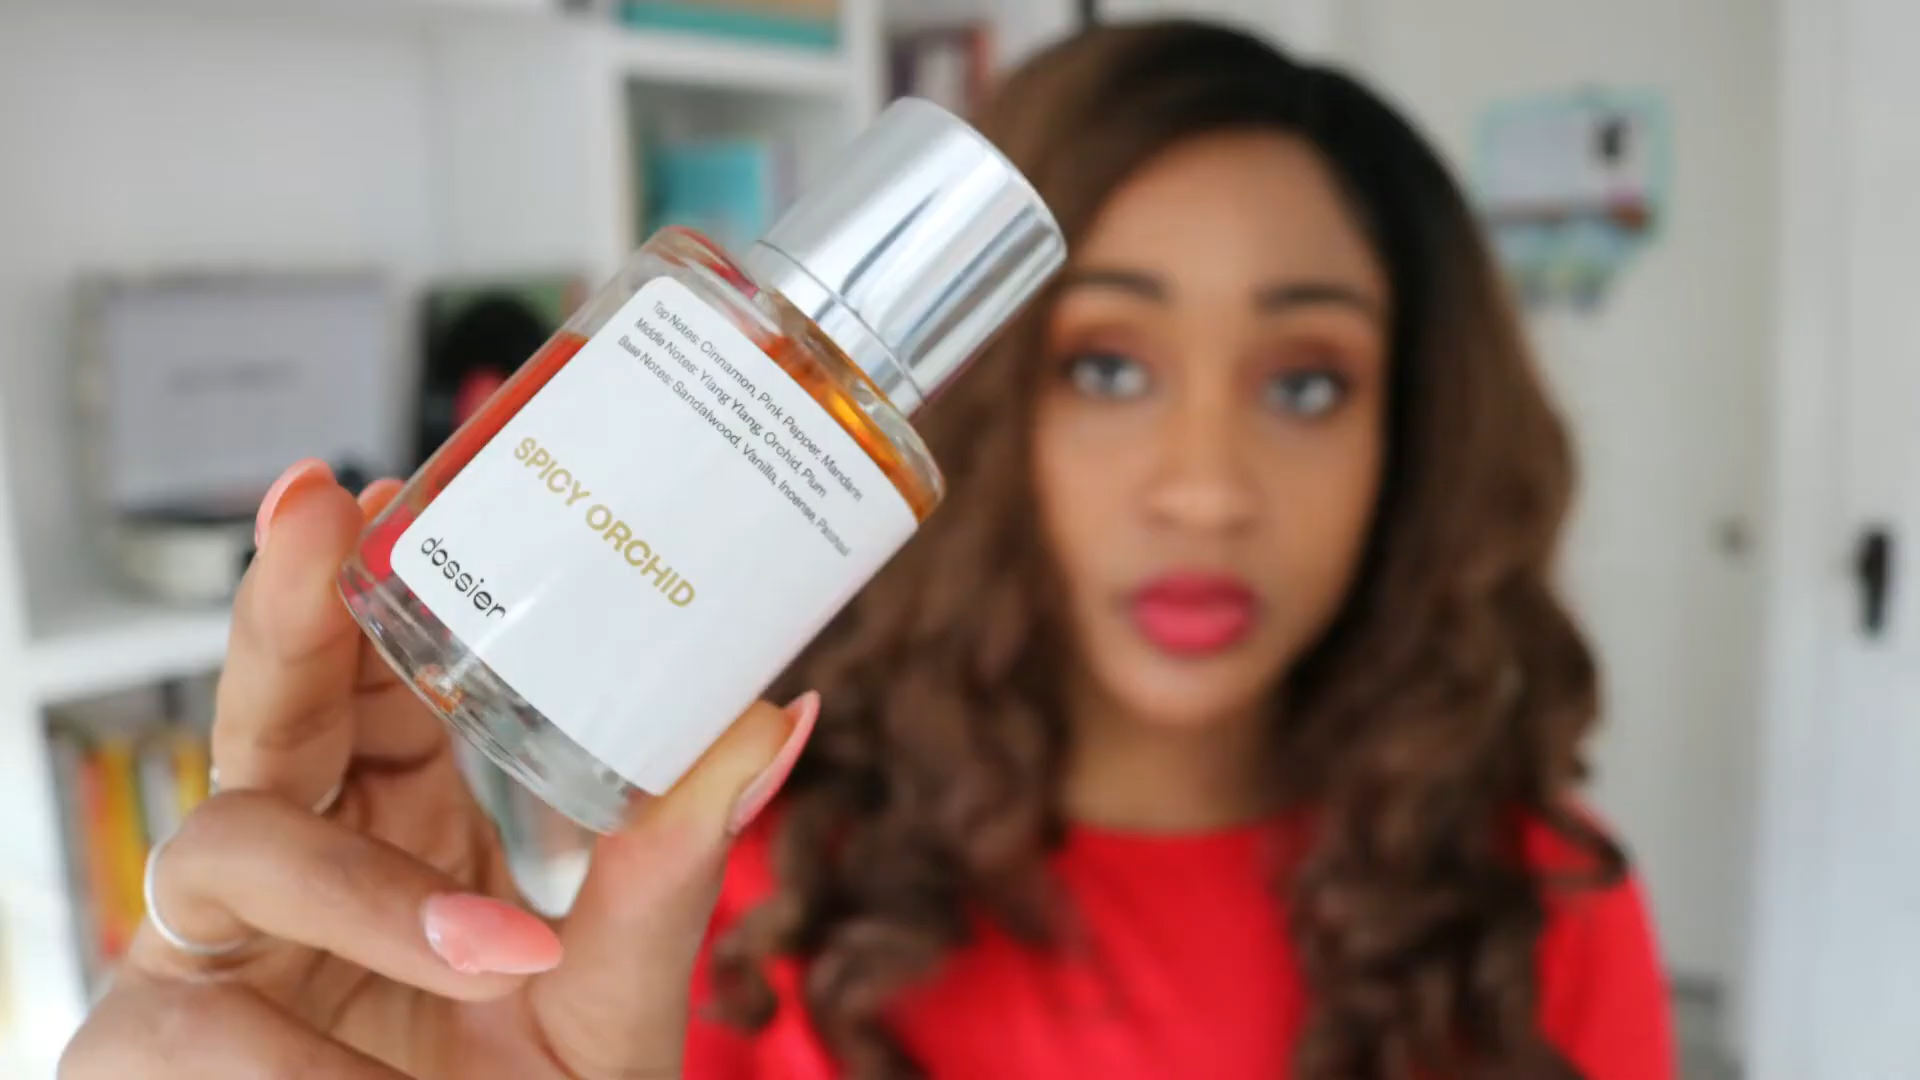 Top Notes: Cinnamon, Pink Pepper, Mandarin
Middle Notes: Ylang Ylang, Orchid, Plum
Base Notes: Sandalwood, Vanilla, Incense, Patchouli
SPICY ORCHID
dossier